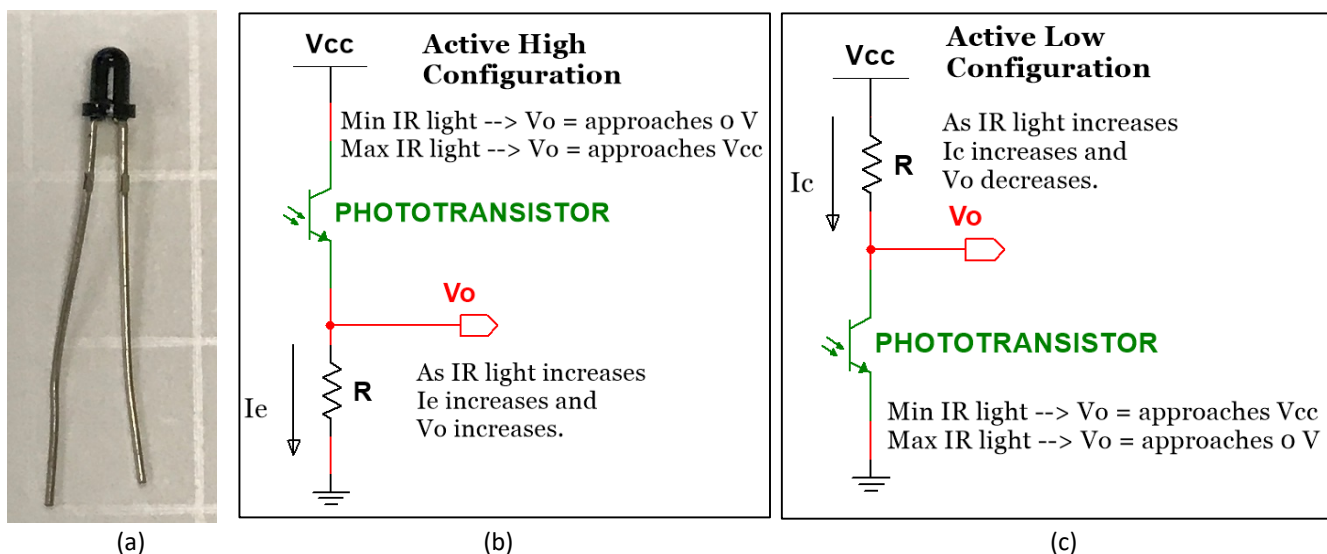 Vcc
Active High
Configuration
Min IR light --> Vo = approaches 0 V
Max IR light --> Vo = approaches Vcc
PHOTOTRANSISTOR
Vo
Ie
R
As IR light increases
Ie increases and
Vo increases.
Vcc
Active Low
Configuration
As IR light increases
Ic increases and
Vo decreases.
Ic
R
Vo
PHOTOTRANSISTOR
Min IR light --> Vo = approaches Vcc
Max IR light --> Vo = approaches 0 V
(a)
(b)
(c)